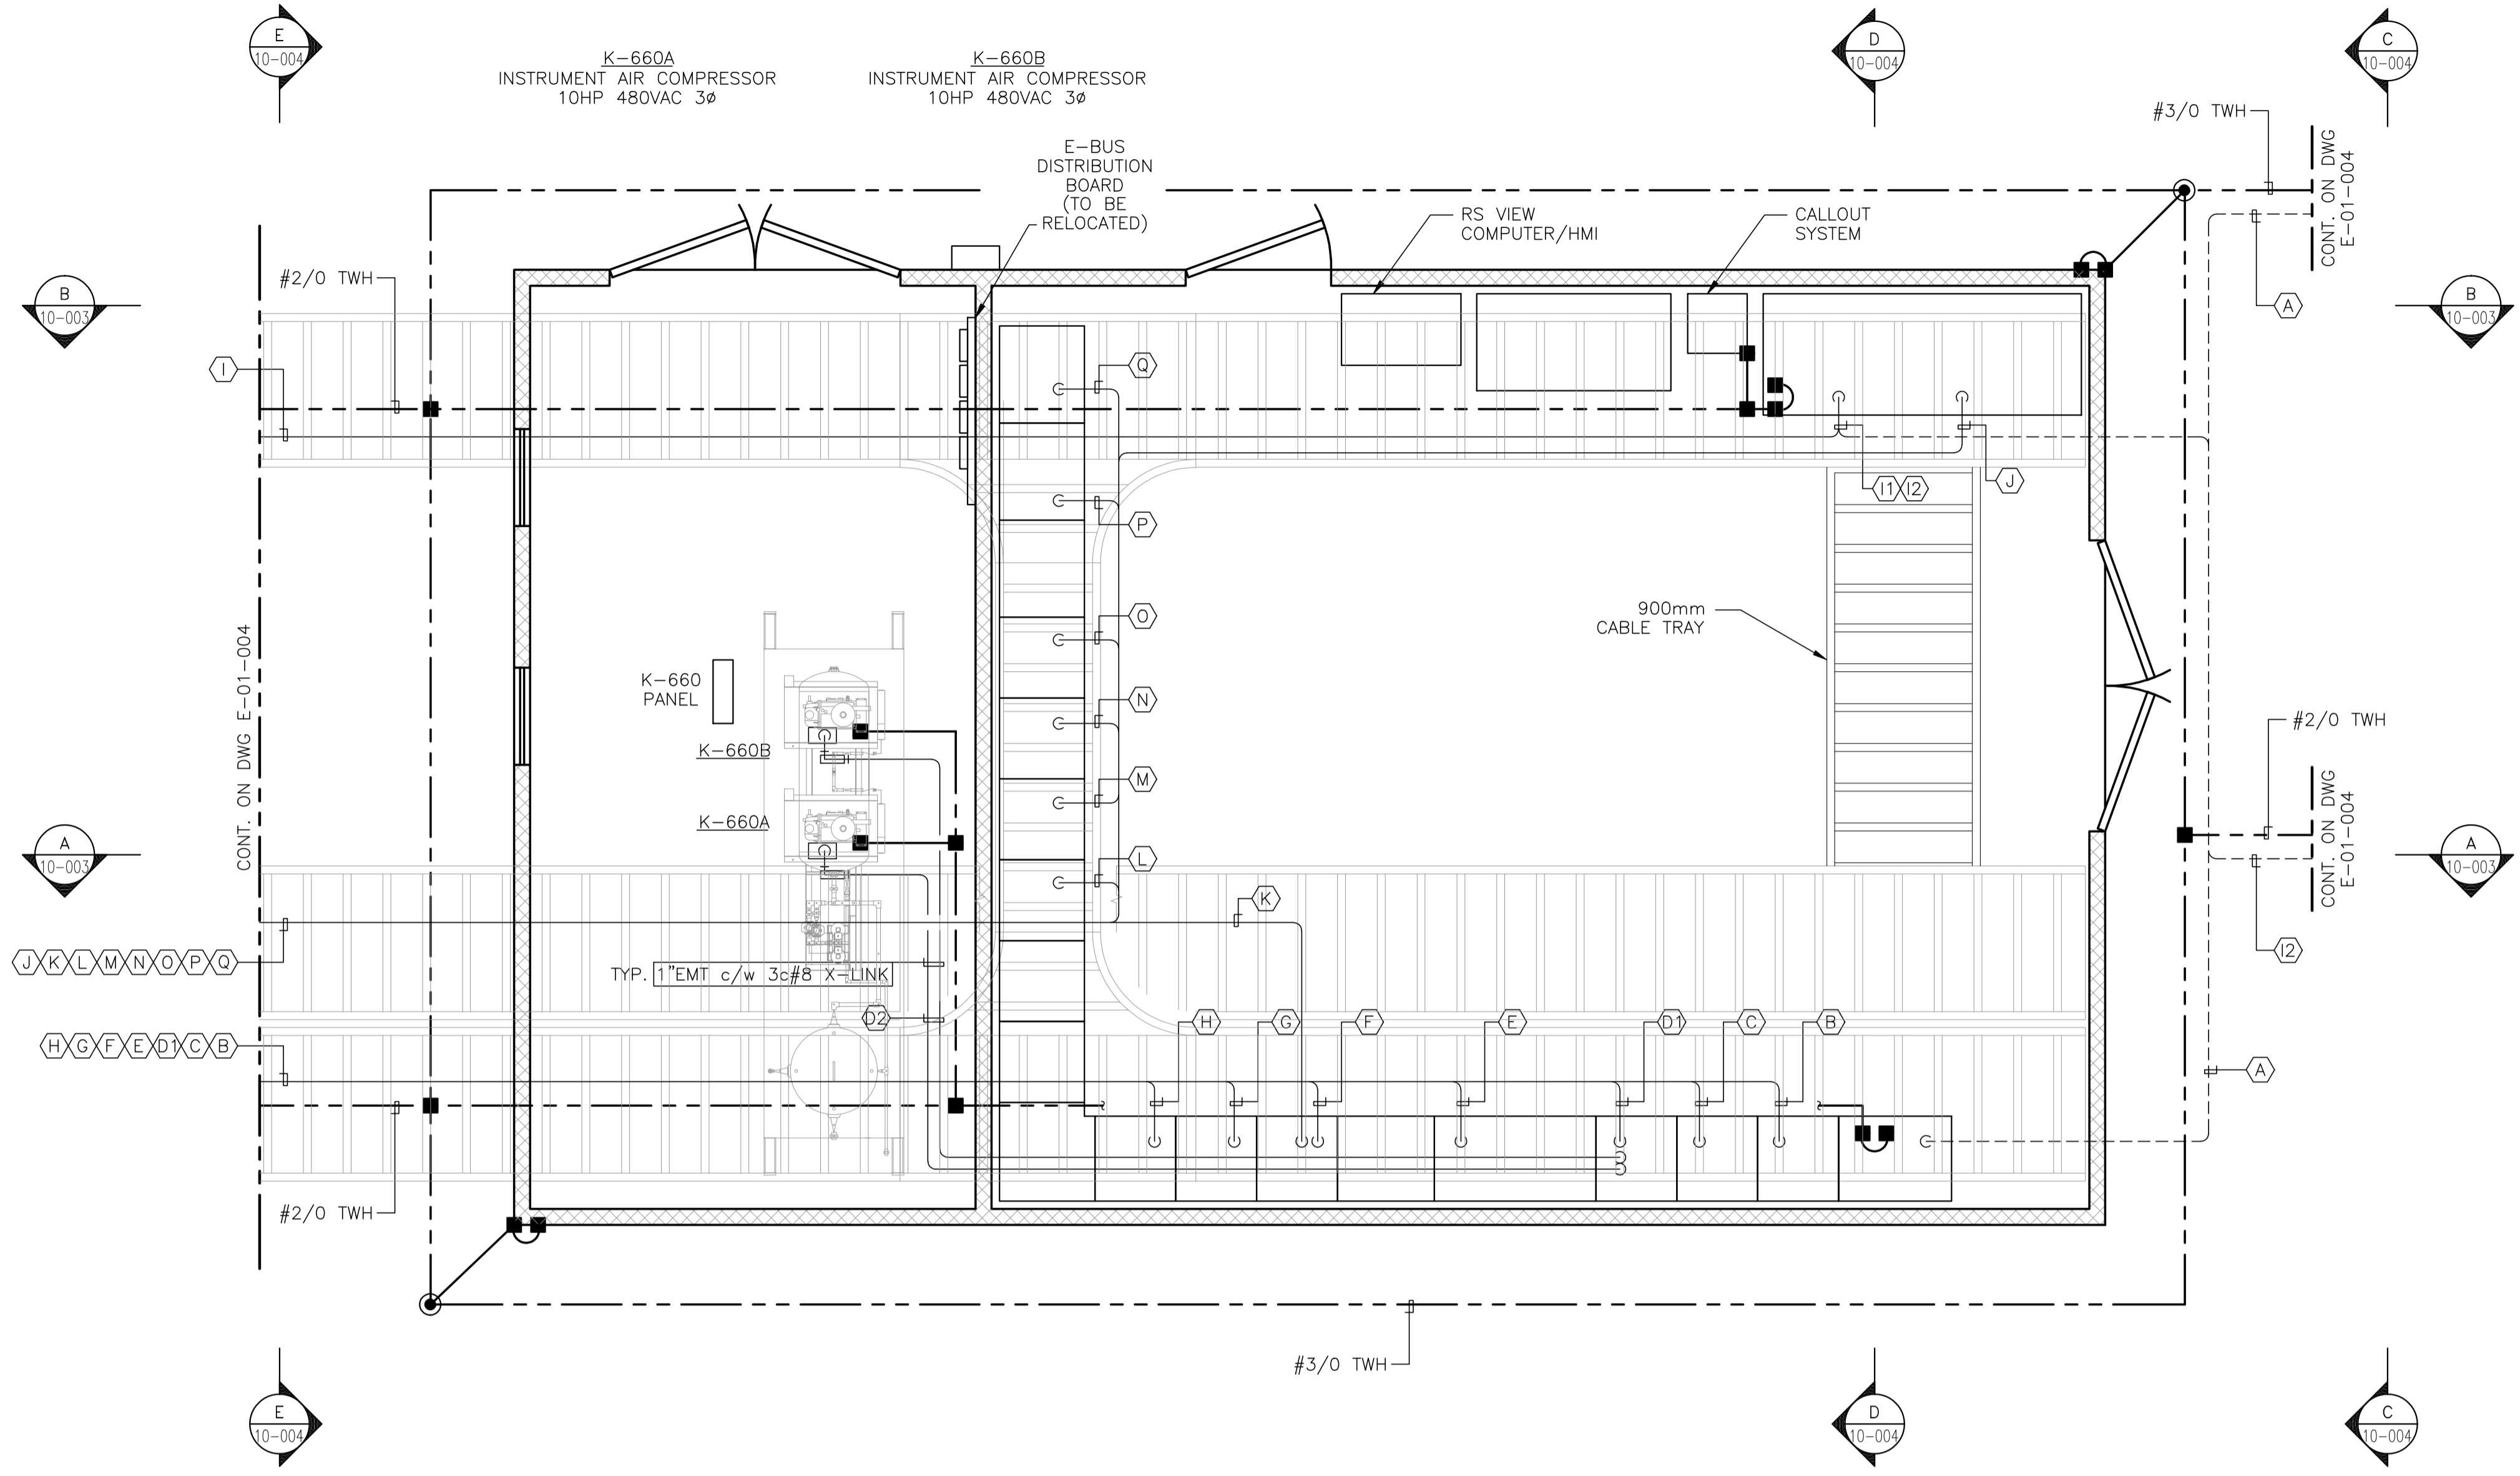 E
10-004
K-660A
INSTRUMENT AIR COMPRESSOR
10HP 480VAC 3ø
K-660B
INSTRUMENT AIR COMPRESSOR
10HP 480VAC 3ø
D
10-004
C
10-004
#3/0 TWH
CONT. ON DWG
E-01-004
E-BUS
DISTRIBUTION
BOARD
(TO BE
RELOCATED)
RS VIEW
COMPUTER/HMI
CALLOUT
SYSTEM
#2/0 TWH
B
10-003
A
B
10-003
I
Q
I1 I2
J
P
O
900mm
CABLE TRAY
CONT. ON DWG E-01-004
K-660
PANEL
N
#2/0 TWH
K-660B
M
CONT. ON DWG
E-01-004
K-660A
A
10-003
A
10-003
L
K
J K L M N O P Q
TYP. 1"EMT c/w 3c#8 X-LINK
I2
D2
H
G
F
E
D1
C
B
H G F E D1 C B
A
#2/0 TWH
#3/0 TWH
E
10-004
D
10-004
C
10-004